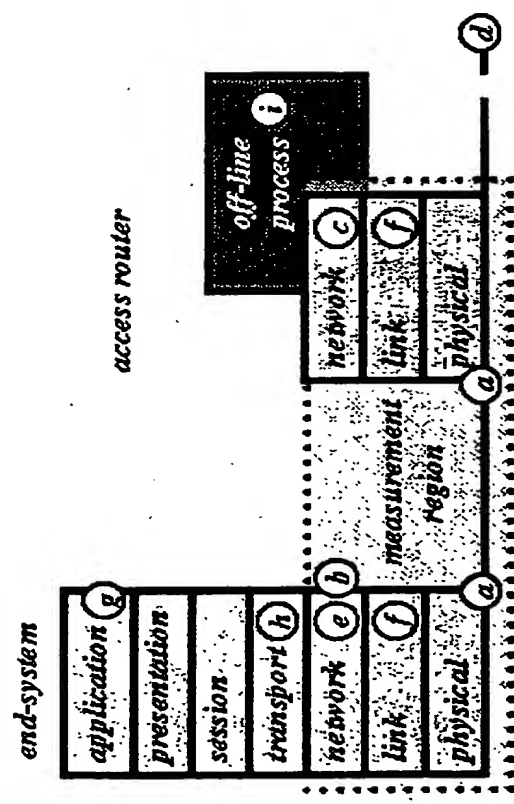 end-system
application g
presentation
session
transport h
network e b
link f
physical a
measurement
region
access router
off-line
process i
network c
link f
physical
a
d